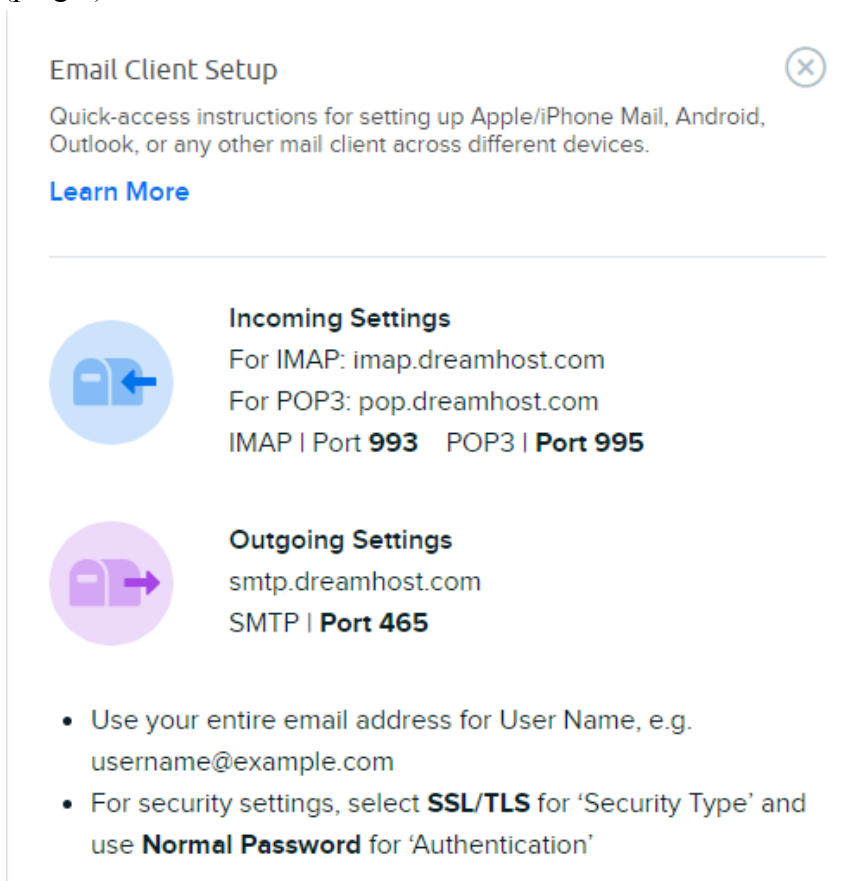 Email Client Setup
Quick-access instructions for setting up Apple/iPhone Mail, Android,
Outlook, or any other mail client across different devices.
Learn More
Incoming Settings
For IMAP: imap.dreamhost.com
For POP3: pop.dreamhost.com
IMAP | Port 993 POP3 | Port 995
Outgoing Settings
smtp.dreamhost.com
SMTP | Port 465
• Use your entire email address for User Name, e.g.
username@example.com
• For security settings, select SSL/TLS for ‘Security Type’ and
use Normal Password for ‘Authentication’